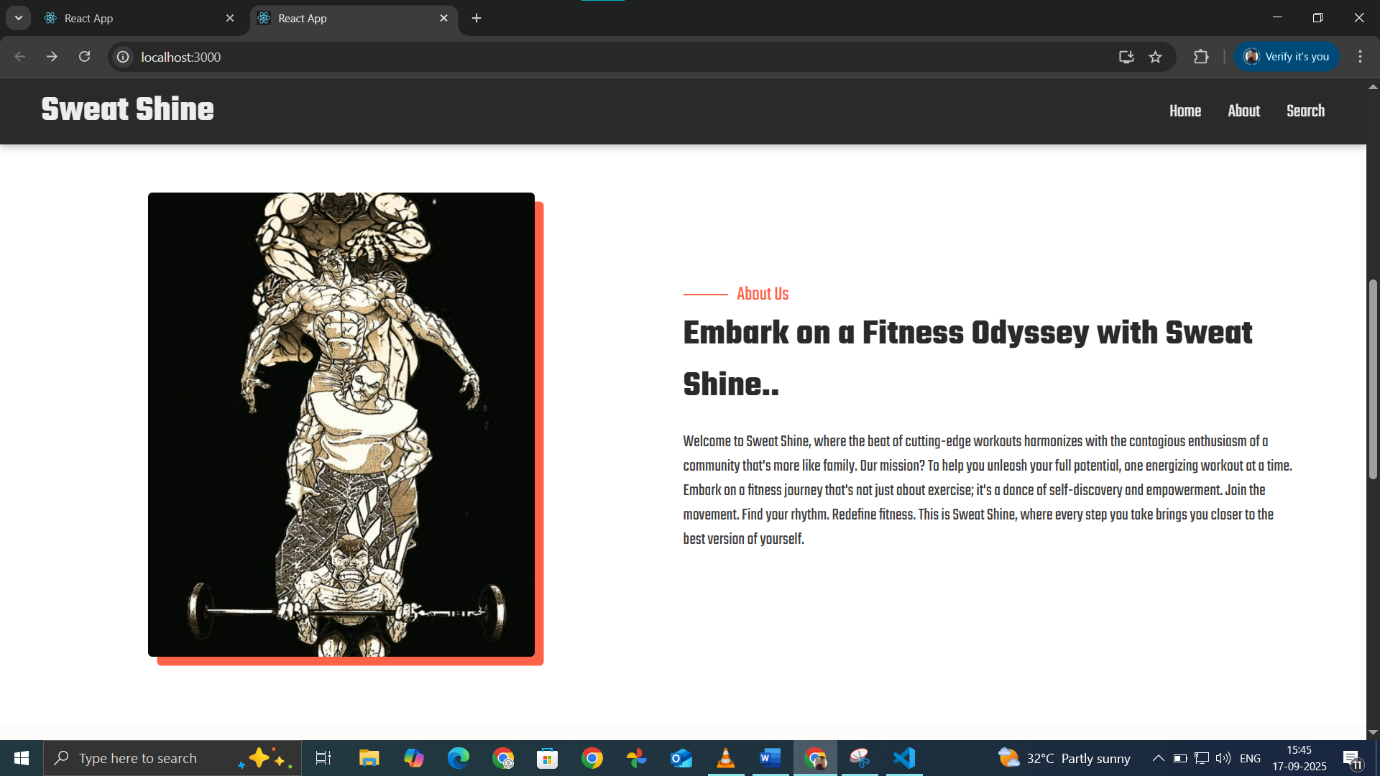 React App
React App
localhost:3000
Verify it's you
Sweat Shine
Home About Search
About Us
Embark on a Fitness Odyssey with Sweat
Shine..
Welcome to Sweat Shine, where the beat of cutting-edge workouts harmonizes with the contagious enthusiasm of a
community that's more like family. Our mission? To help you unleash your full potential, one energizing workout at a time.
Embark on a fitness journey that's not just about exercise; it's a dance of self-discovery and empowerment. Join the
movement. Find your rhythm. Redefine fitness. This is Sweat Shine, where every step you take brings you closer to the
best version of yourself.
Type here to search
32°C Partly sunny
ENG
15:45
17-09-2025
11